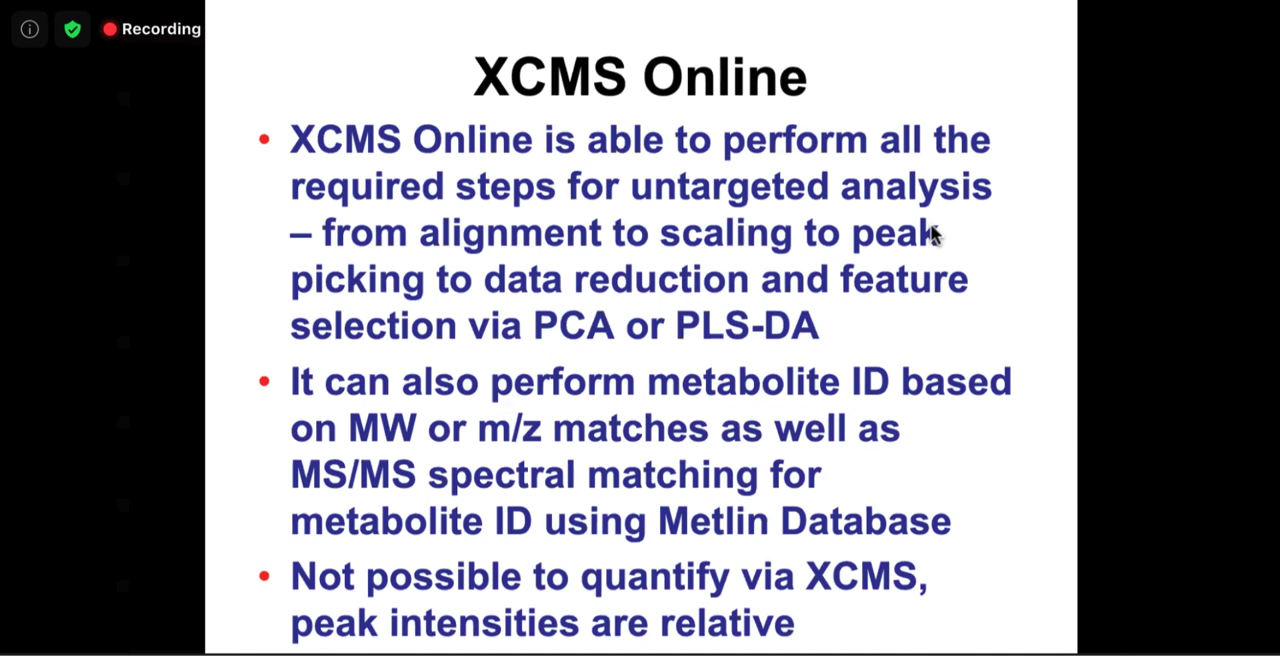 Recording
XCMS Online
• XCMS Online is able to perform all the
required steps for untargeted analysis
– from alignment to scaling to peak
picking to data reduction and feature
selection via PCA or PLS-DA
• It can also perform metabolite ID based
on MW or m/z matches as well as
MS/MS spectral matching for
metabolite ID using Metlin Database
• Not possible to quantify via XCMS,
peak intensities are relative